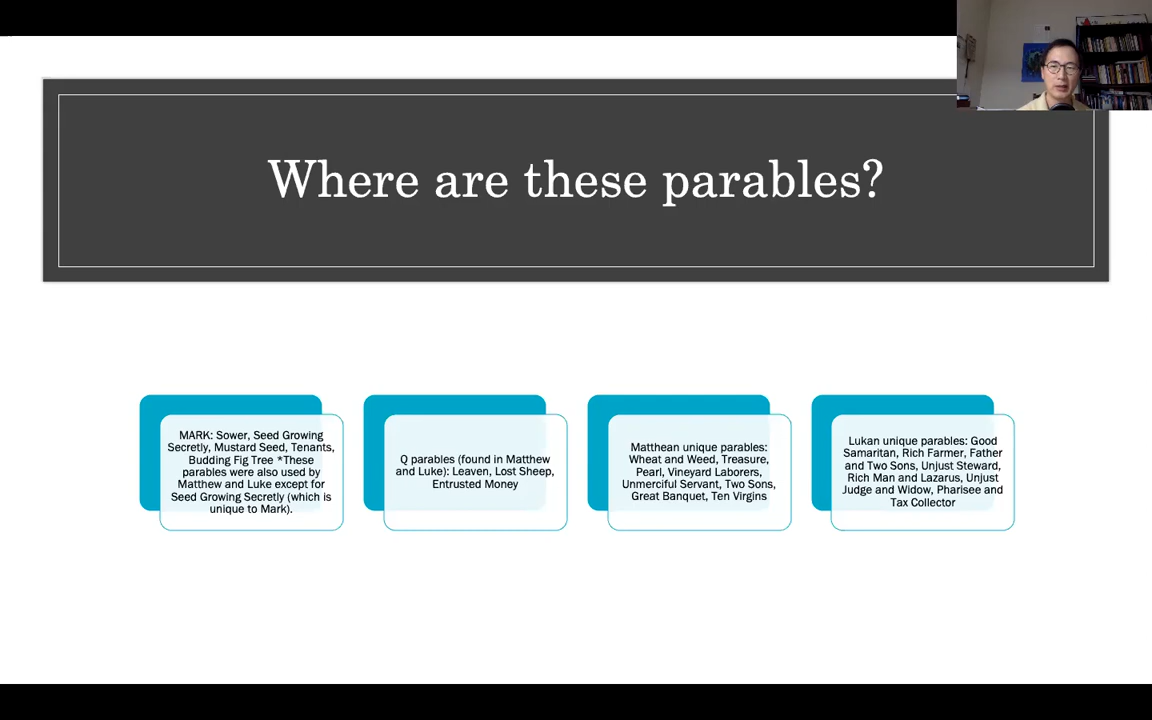 Where are these parables?
MARK: Sower, Seed Growing
Secretly, Mustard Seed, Tenants,
Budding Fig Tree *These
parables were also used by
Matthew and Luke except for
Seed Growing Secretly (which is
unique to Mark).
Q parables (found in Matthew
and Luke): Leaven, Lost Sheep,
Entrusted Money
Matthean unique parables:
Wheat and Weed, Treasure,
Pearl, Vineyard Laborers,
Unmerciful Servant, Two Sons,
Great Banquet, Ten Virgins
Lukan unique parables: Good
Samaritan, Rich Farmer, Father
and Two Sons, Unjust Steward,
Rich Man and Lazarus, Unjust
Judge and Widow, Pharisee and
Tax Collector